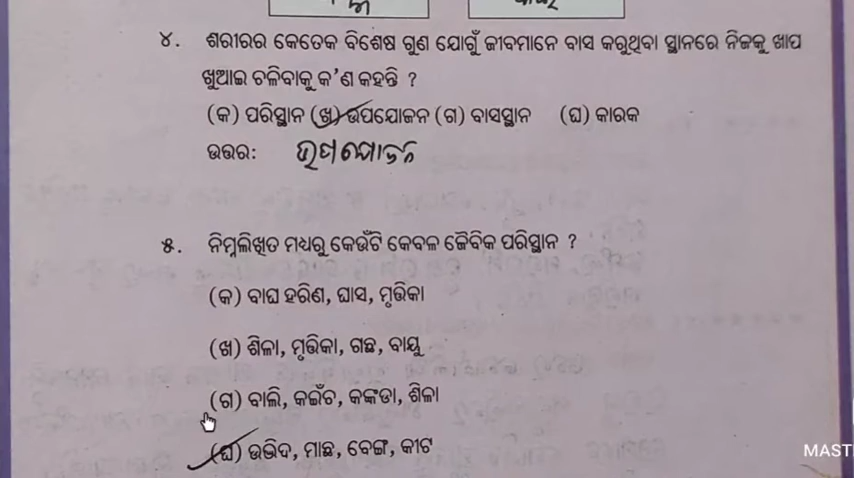 ୪. ଶରୀରର କେତେକ ବିଶେଷ ଗୁଣ ଯୋଗୁଁ ଜୀବମାନେ ବାସ କରୁଥିବା ସ୍ଥାନରେ ନିଜକୁ ଖାପ
ଖୁଆଇ ଚଳିବାକୁ କ'ଣ କହନ୍ତି ?
(କ) ପରିସ୍ଥାନ (ଖ) ଉପଯୋଜନ (ଗ) ବାସସ୍ଥାନ (ଘ) କାରକ
ଉତ୍ତର: ଉପଯୋଜନ
୫. ନିମ୍ନଲିଖିତ ମଧ୍ୟରୁ କେଉଁଟି କେବଳ ଜୈବିକ ପରିସ୍ଥାନ ?
(କ) ବାଘ ହରିଣ, ଘାସ, ମୃତ୍ତିକା
(ଖ) ଶିଳା, ମୃତ୍ତିକା, ଗଛ, ବାୟୁ
(ଗ) ବାଲି, କଇଁଚ, କଙ୍କଡା, ଶିଳା
(ଘ) ଉଦ୍ଭିଦ, ମାଛ, ବେଙ୍ଗ, କୀଟ
MAST